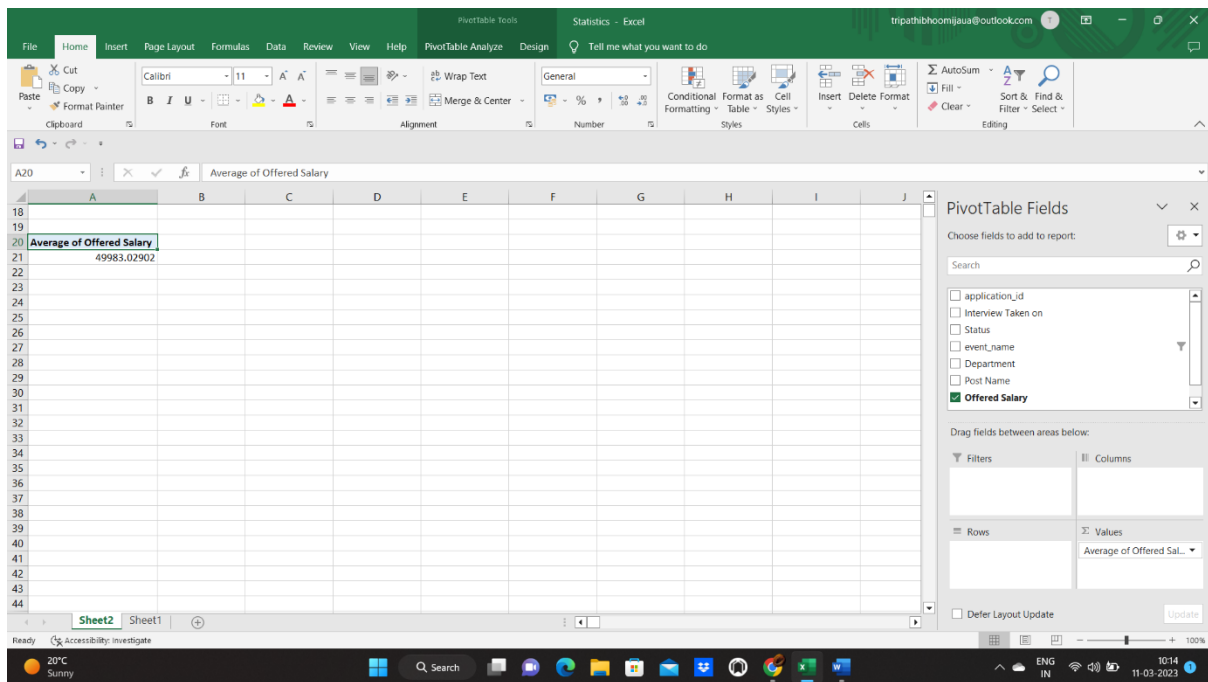 PivotTable Tools
Statistics - Excel
tripathibhoomijaua@outlook.com
T
File Home Insert Page Layout Formulas Data Review View Help PivotTable Analyze Design Tell me what you want to do
Paste
Cut
Copy
Format Painter
Clipboard
Calibri 11 A A
B I U A
Font
Wrap Text
Merge & Center
Alignment
General
% ,
Number
Conditional Formatting
Format as Table
Cell Styles
Styles
Insert Delete Format
Cells
AutoSum
Fill
Clear
Sort & Filter
Find & Select
Editing
A20 fx Average of Offered Salary
A B C D E F G H I J
18
19
20 Average of Offered Salary
21 49983.02902
22
23
24
25
26
27
28
29
30
31
32
33
34
35
36
37
38
39
40
41
42
43
44
PivotTable Fields
Choose fields to add to report:
Search
application_id
Interview Taken on
Status
event_name
Department
Post Name
Offered Salary
Drag fields between areas below:
Filters Columns
Rows Σ Values
Average of Offered Sal...
Defer Layout Update Update
Sheet2 Sheet1
Ready Accessibility: Investigate 100%
20°C
Sunny
Search
ENG
IN
10:14
11-03-2023
1